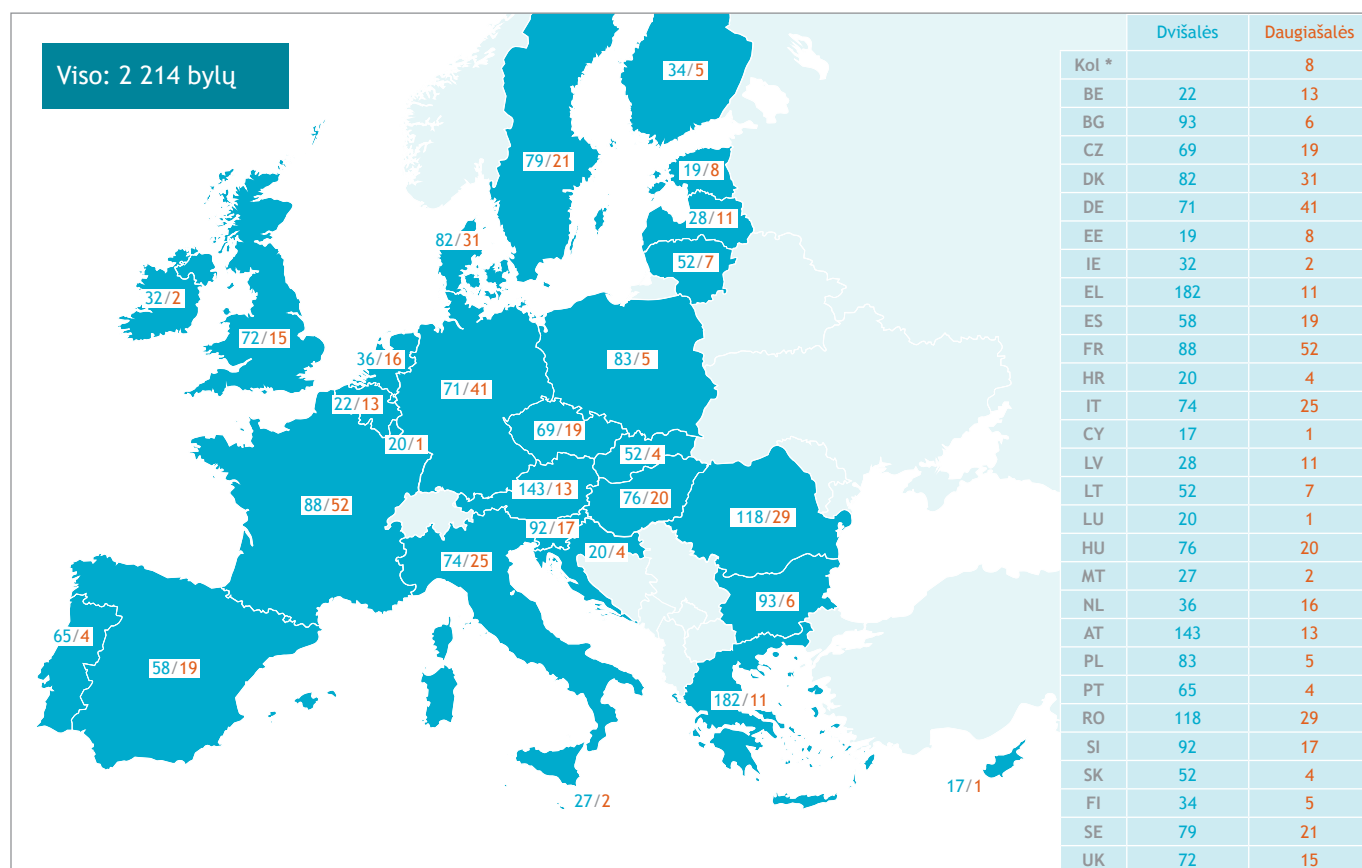 Viso: 2 214 bylų
34/5
79/21
19/8
28/11
82/31
52/7
32/2
72/15
36/16
83/5
71/41
22/13
69/19
20/1
52/4
143/13
76/20
88/52
118/29
92/17
20/4
74/25
93/6
65/4
58/19
182/11
17/1
27/2
Dvišalės Daugiašalės
Kol * 8
BE 22 13
BG 93 6
CZ 69 19
DK 82 31
DE 71 41
EE 19 8
IE 32 2
EL 182 11
ES 58 19
FR 88 52
HR 20 4
IT 74 25
CY 17 1
LV 28 11
LT 52 7
LU 20 1
HU 76 20
MT 27 2
NL 36 16
AT 143 13
PL 83 5
PT 65 4
RO 118 29
SI 92 17
SK 52 4
FI 34 5
SE 79 21
UK 72 15